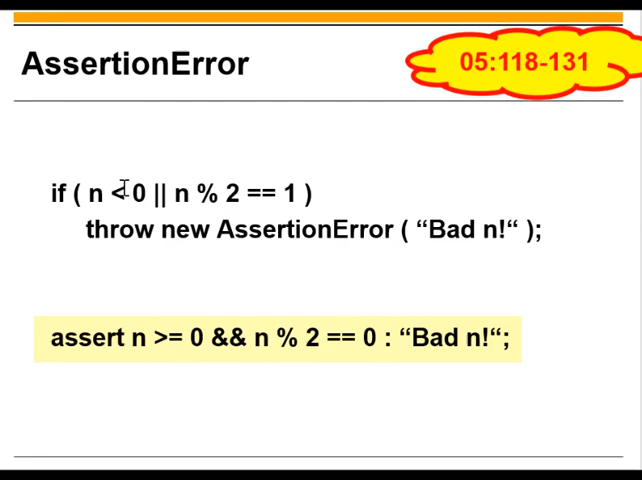 AssertionError
05:118-131
if ( n < 0 || n % 2 == 1 )
throw new AssertionError ( “Bad n!“ );
assert n >= 0 && n % 2 == 0 : “Bad n!“;